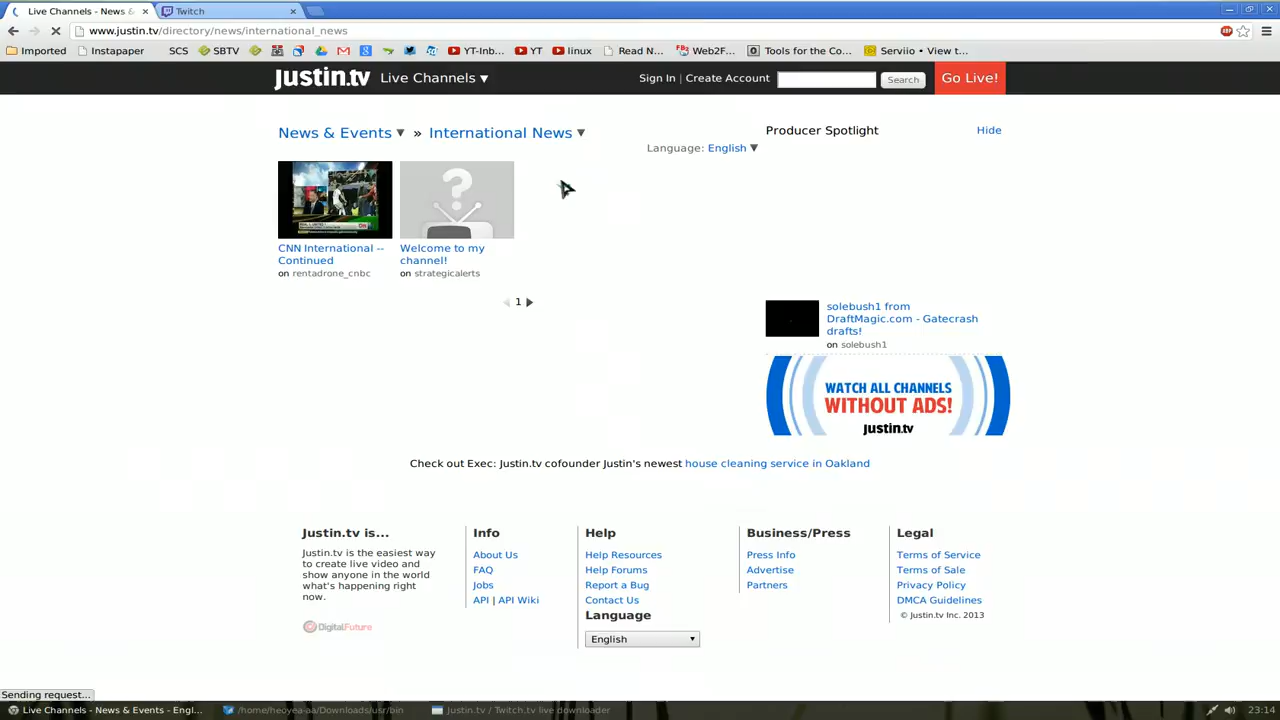 Live Channels - News &
Twitch
www.justin.tv/directory/news/international_news
Imported Instapaper SCS SBTV YT-Inb... YT linux Read N... Web2F... Tools for the Co... Serviio • View t...
Justin.tv Live Channels ▼ Sign In | Create Account Search Go Live!
News & Events ▼ » International News ▼
Producer Spotlight Hide
Language: English ▼
CNN International --
Continued
on rentadrone_cnbc
Welcome to my
channel!
on strategicalerts
1
solebush1 from
DraftMagic.com - Gatecrash
drafts!
on solebush1
WATCH ALL CHANNELS
WITHOUT ADS!
Justin.tv
Check out Exec: Justin.tv cofounder Justin's newest house cleaning service in Oakland
Justin.tv is...
Justin.tv is the easiest way
to create live video and
show anyone in the world
what's happening right
now.
DigitalFuture
Info
About Us
FAQ
Jobs
API | API Wiki
Help
Help Resources
Help Forums
Report a Bug
Contact Us
Language
English
Business/Press
Press Info
Advertise
Partners
Legal
Terms of Service
Terms of Sale
Privacy Policy
DMCA Guidelines
© Justin.tv Inc. 2013
Sending request...
Live Channels - News & Events - Engl... /home/heoyea-aa/Downloads/usr/bin Justin.tv / Twitch.tv live downloader 23:14